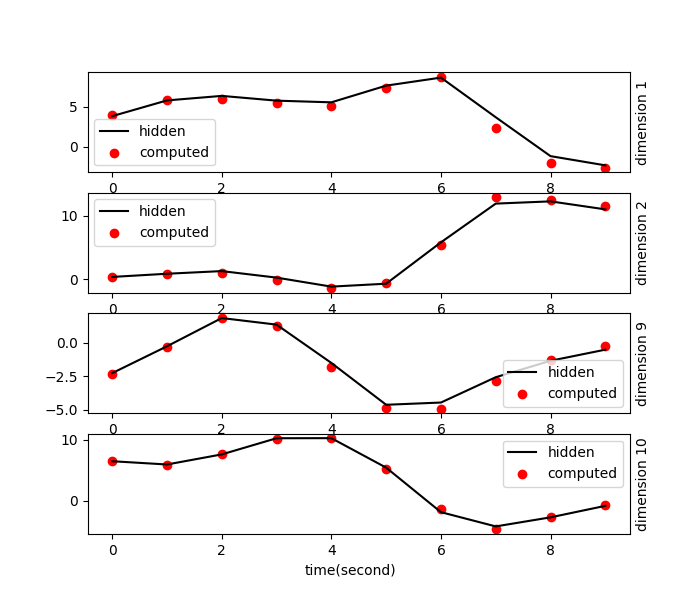 5
0
hidden
computed
0 2 4 6 8
dimension 1
10
0
hidden
computed
0 2 4 6 8
dimension 2
0.0
−2.5
−5.0
hidden
computed
0 2 4 6 8
dimension 9
10
0
hidden
computed
0 2 4 6 8
dimension 10
time(second)